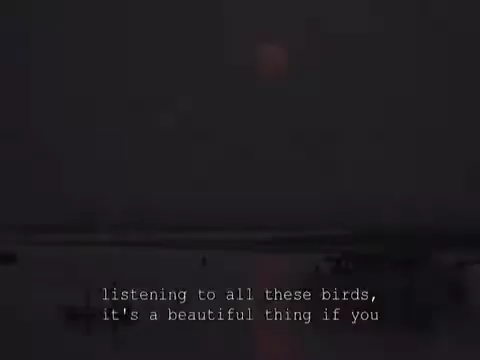 listening to all these birds,
it's a beautiful thing if you